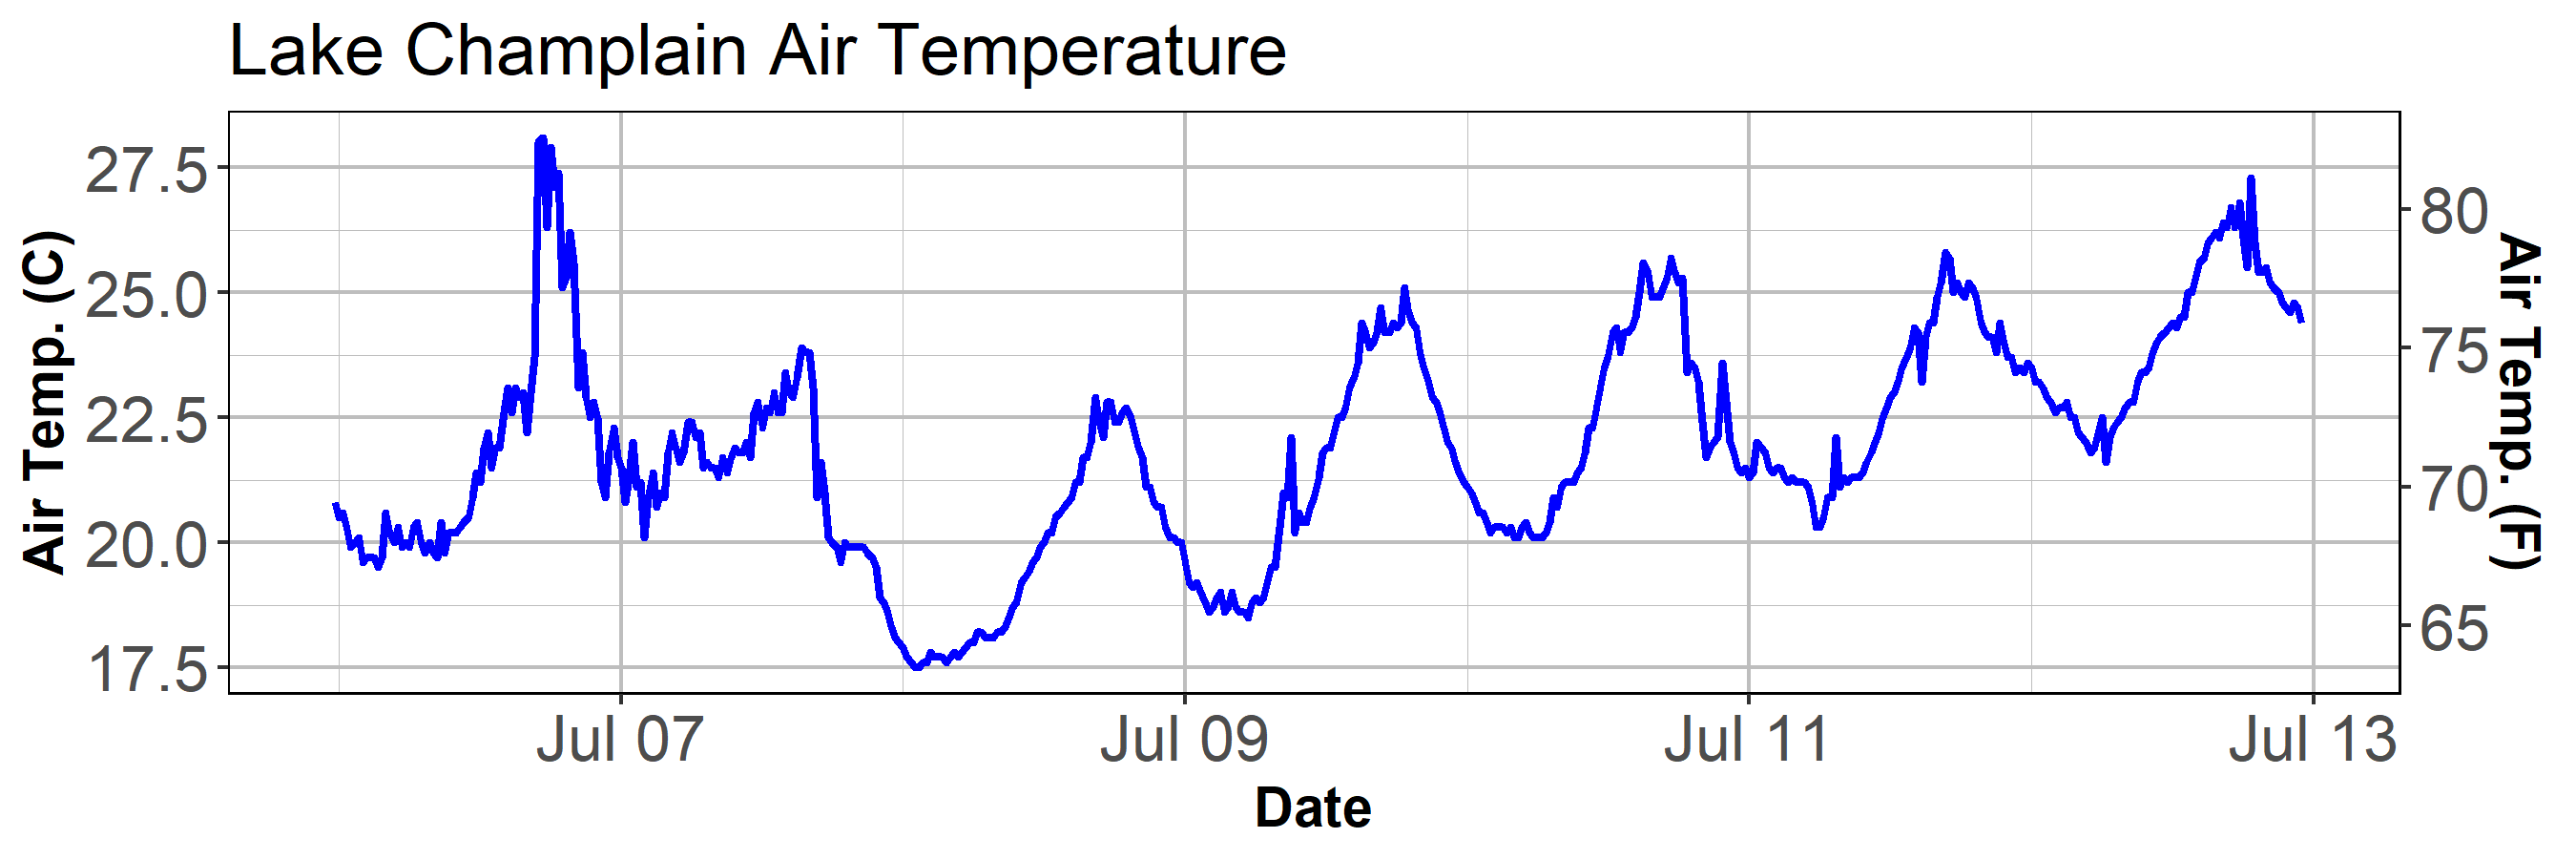 Lake Champlain Air Temperature
Air Temp. (C)
27.5
25.0
22.5
20.0
17.5
80
75
70
65
Air Temp. (F)
Jul 07
Jul 09
Jul 11
Jul 13
Date